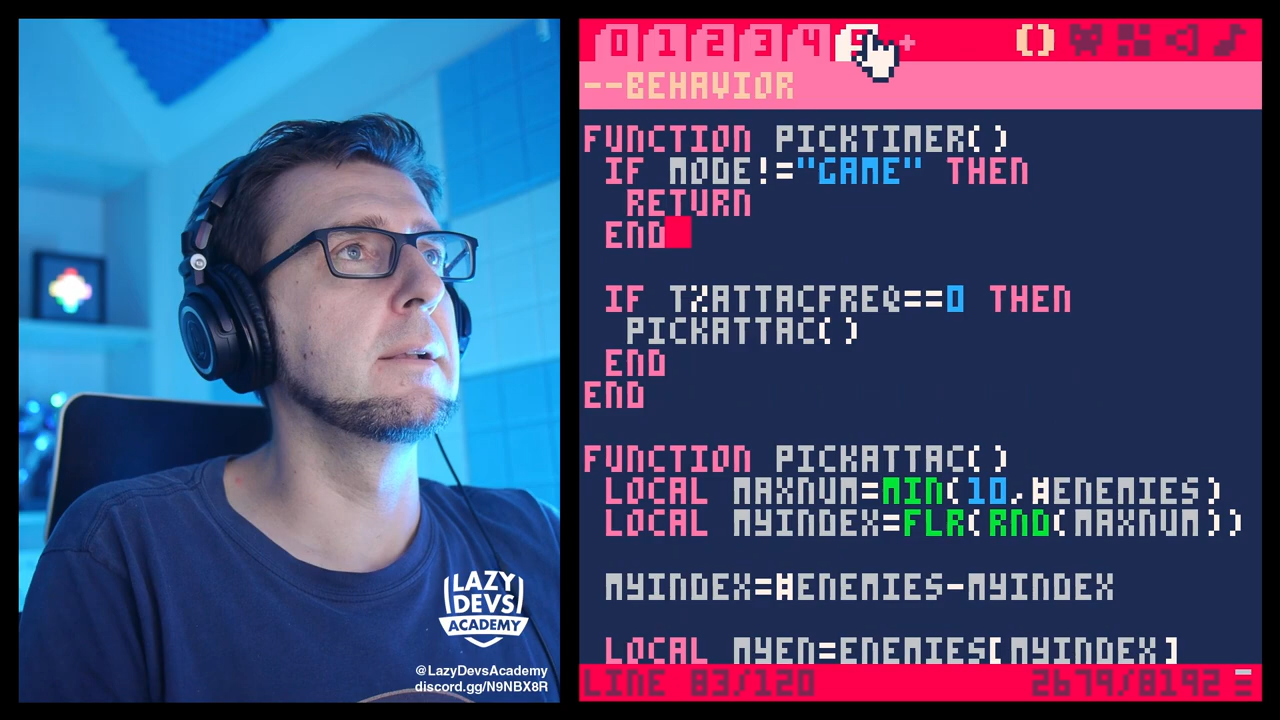 0 1 2 3 4 +
--BEHAVIOR
FUNCTION PICKTIMER()
IF MODE!="GAME" THEN
RETURN
END
IF T%ATTACFREQ==0 THEN
PICKATTAC()
END
END
FUNCTION PICKATTAC()
LOCAL MAXNUM=MIN(10,#ENEMIES)
LOCAL MYINDEX=FLR(RND(MAXNUM))
MYINDEX=#ENEMIES-MYINDEX
LOCAL MYEN=ENEMIES[MYINDEX]
LINE 83/120
2679/8192
LAZY
DEVS
ACADEMY
@LazyDevsAcademy
discord.gg/N9NBX8R